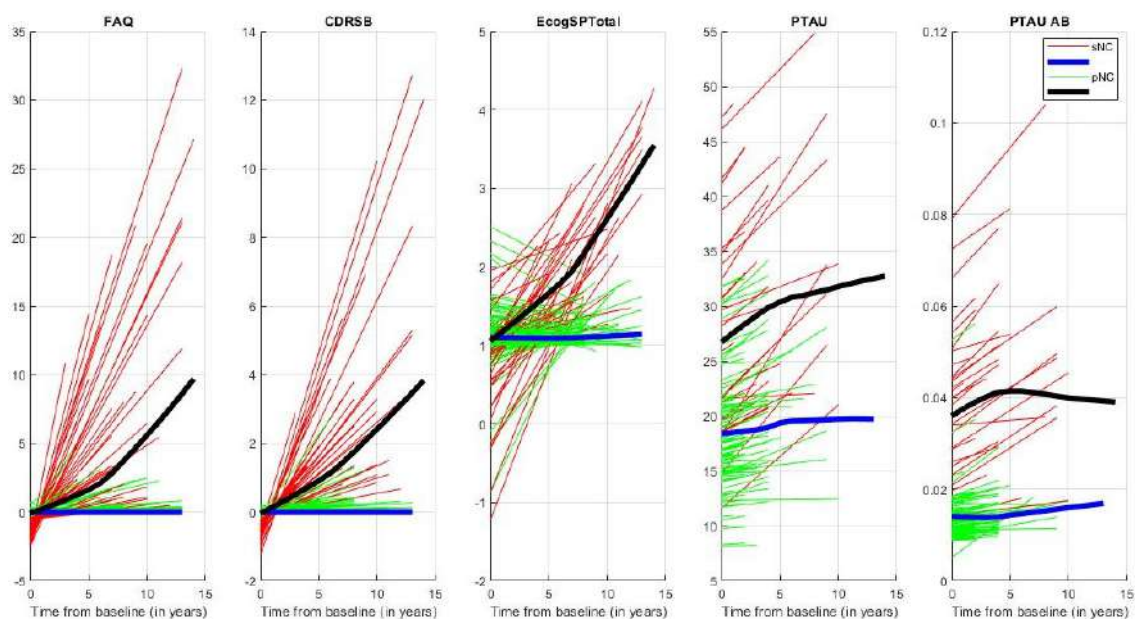 FAQ
35
30
25
20
15
10
5
0
-5
0 5 10 15
Time from baseline (in years)
CDRSB
14
12
10
8
6
4
2
0
-2
0 5 10 15
Time from baseline (in years)
EcogSPTotal
5
4
3
2
1
0
-1
-2
0 5 10 15
Time from baseline (in years)
PTAU
55
50
45
40
35
30
25
20
15
10
5
0 5 10 15
Time from baseline (in years)
PTAU AB
0.12
0.1
0.08
0.06
0.04
0.02
0
0 5 10 15
Time from baseline (in years)
sNC
pNC